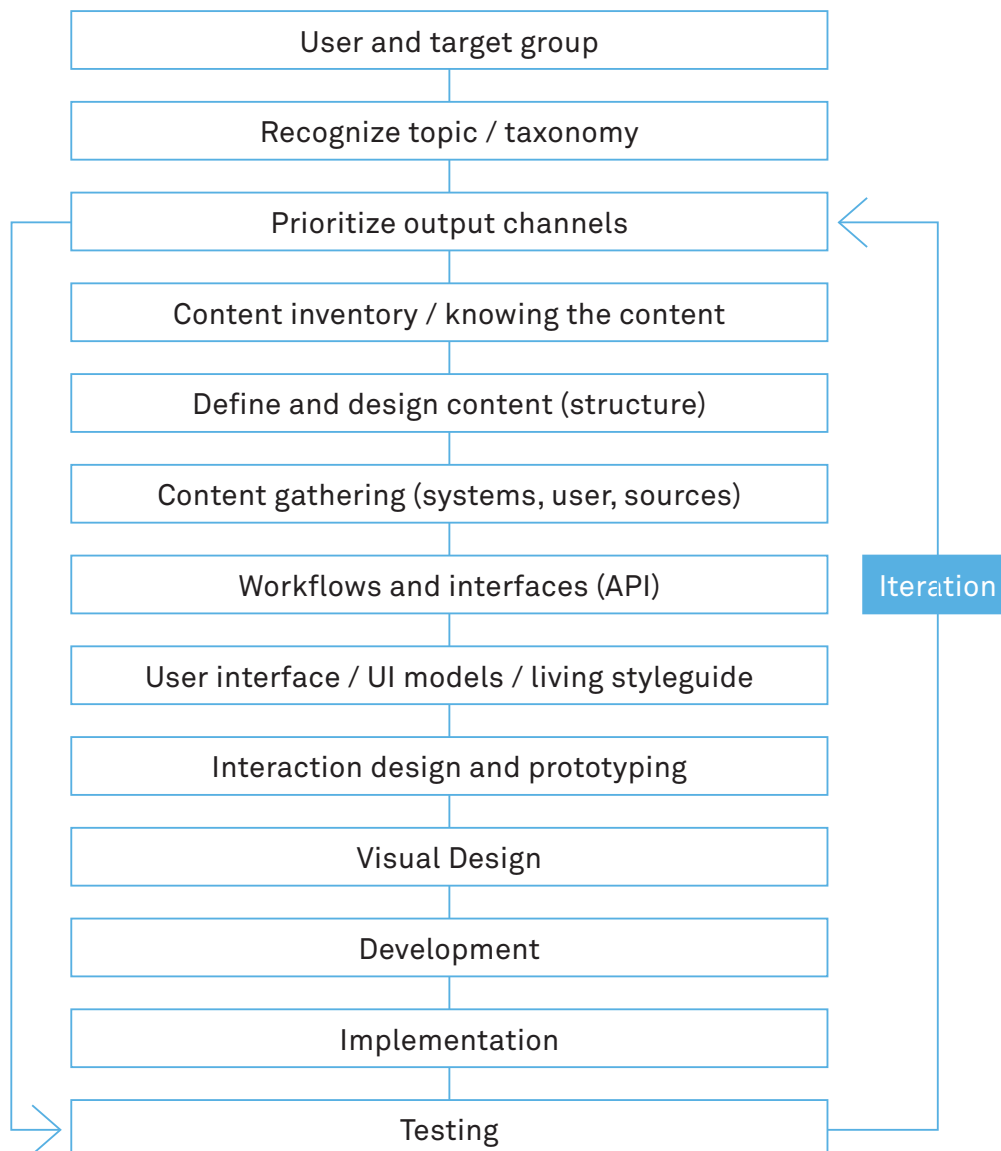 User and target group
Recognize topic / taxonomy
Prioritize output channels
Content inventory / knowing the content
Define and design content (structure)
Content gathering (systems, user, sources)
Workflows and interfaces (API)
Iteration
User interface / UI models / living styleguide
Interaction design and prototyping
Visual Design
Development
Implementation
Testing